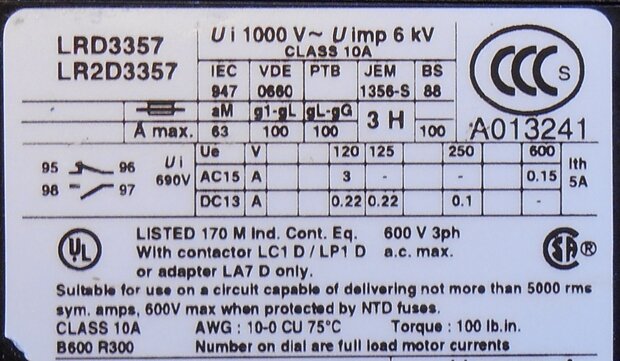 LRD3357
LR2D3357
Ui 1000 V~ Uimp 6 kV
CLASS 10A
IEC VDE PTB JEM BS
947 0660 1356-S 88
aM g1-gL gL-gG 3 H
A max. 63 100 100 100
CCC S
A013241
95 96
98 97
Ui
690V
Ue V 120 125 250 600
AC15 A 3 - - 0.15
DC13 A 0.22 0.22 0.1 -
Ith
5A
UL
LISTED 170 M Ind. Cont. Eq. 600 V 3ph
With contactor LC1 D / LP1 D a.c. max.
or adapter LA7 D only.
SA ®
Suitable for use on a circuit capable of delivering not more than 5000 rms
sym. amps, 600V max when protected by NTD fuses.
CLASS 10A AWG : 10-0 CU 75°C Torque : 100 lb.in.
B600 R300 Number on dial are full load motor currents